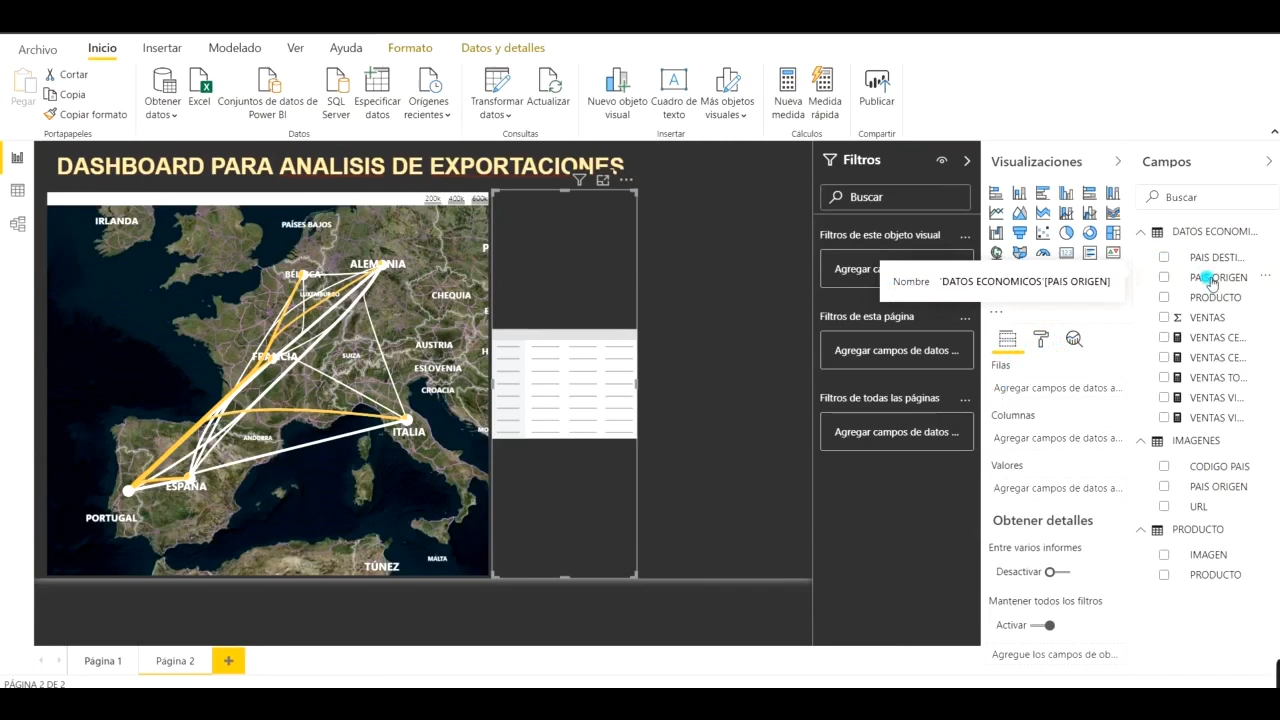 Archivo
Inicio
Insertar
Modelado
Ver
Ayuda
Formato
Datos y detalles
Pegar
Cortar
Copia
Copiar formato
Portapapeles
Obtener datos
Excel
Conjuntos de datos de Power BI
SQL Server
Especificar datos
Orígenes recientes
Datos
Transformar datos
Actualizar
Consultas
Nuevo objeto visual
Cuadro de texto
Más objetos visuales
Insertar
Nueva medida
Medida rápida
Cálculos
Publicar
Compartir
DASHBOARD PARA ANALISIS DE EXPORTACIONES
200k 400k 600k
IRLANDA
PAÍSES BAJOS
ALEMANIA
BÉLGICA
LUXEMBURGO
CHEQUIA
FRANCIA
SUIZA
AUSTRIA
ESLOVENIA
CROACIA
ANDORRA
ITALIA
ESPAÑA
PORTUGAL
MALTA
TÚNEZ
Filtros
Buscar
Filtros de este objeto visual ...
Agregar ca
Filtros de esta página ...
Agregar campos de datos ...
Filtros de todas las páginas ...
Agregar campos de datos ...
Nombre 'DATOS ECONOMICOS'[PAIS ORIGEN]
Visualizaciones
...
Filas
Agregar campos de datos a...
Columnas
Agregar campos de datos a...
Valores
Agregar campos de datos a...
Obtener detalles
Entre varios informes
Desactivar
Mantener todos los filtros
Activar
Agregue los campos de ob...
Campos
Buscar
DATOS ECONOMI...
PAIS DESTI...
PAIS ORIGEN ...
PRODUCTO
VENTAS
VENTAS CE...
VENTAS CE...
VENTAS TO...
VENTAS VI...
VENTAS VI...
IMAGENES
CODIGO PAIS
PAIS ORIGEN
URL
PRODUCTO
IMAGEN
PRODUCTO
Página 1
Pagina 2
PÁGINA 2 DE 2